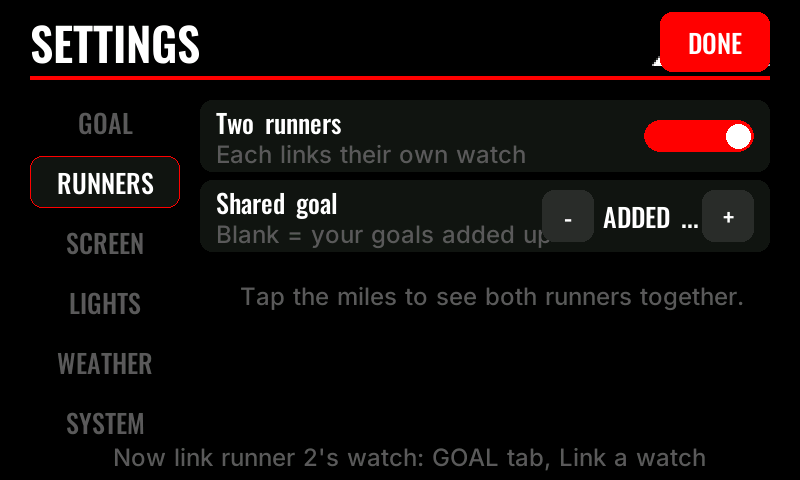 SETTINGS
DONE
GOAL
RUNNERS
SCREEN
LIGHTS
WEATHER
SYSTEM
Two runners
Each links their own watch
Shared goal
Blank = your goals added up
- ADDED ... +
Tap the miles to see both runners together.
Now link runner 2's watch: GOAL tab, Link a watch